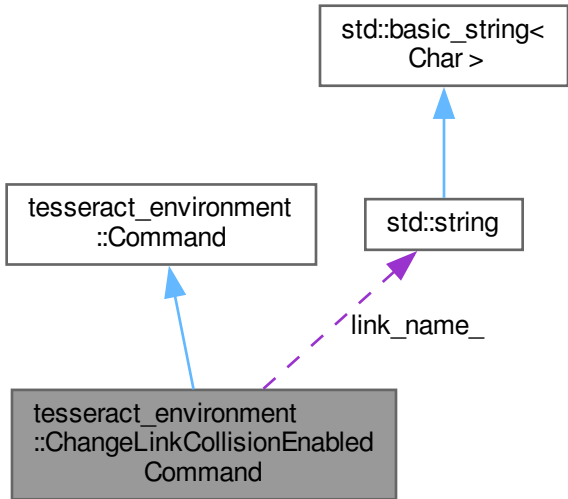 std::basic_string<
Char >
tesseract_environment
::Command
std::string
link_name_
tesseract_environment
::ChangeLinkCollisionEnabled
Command